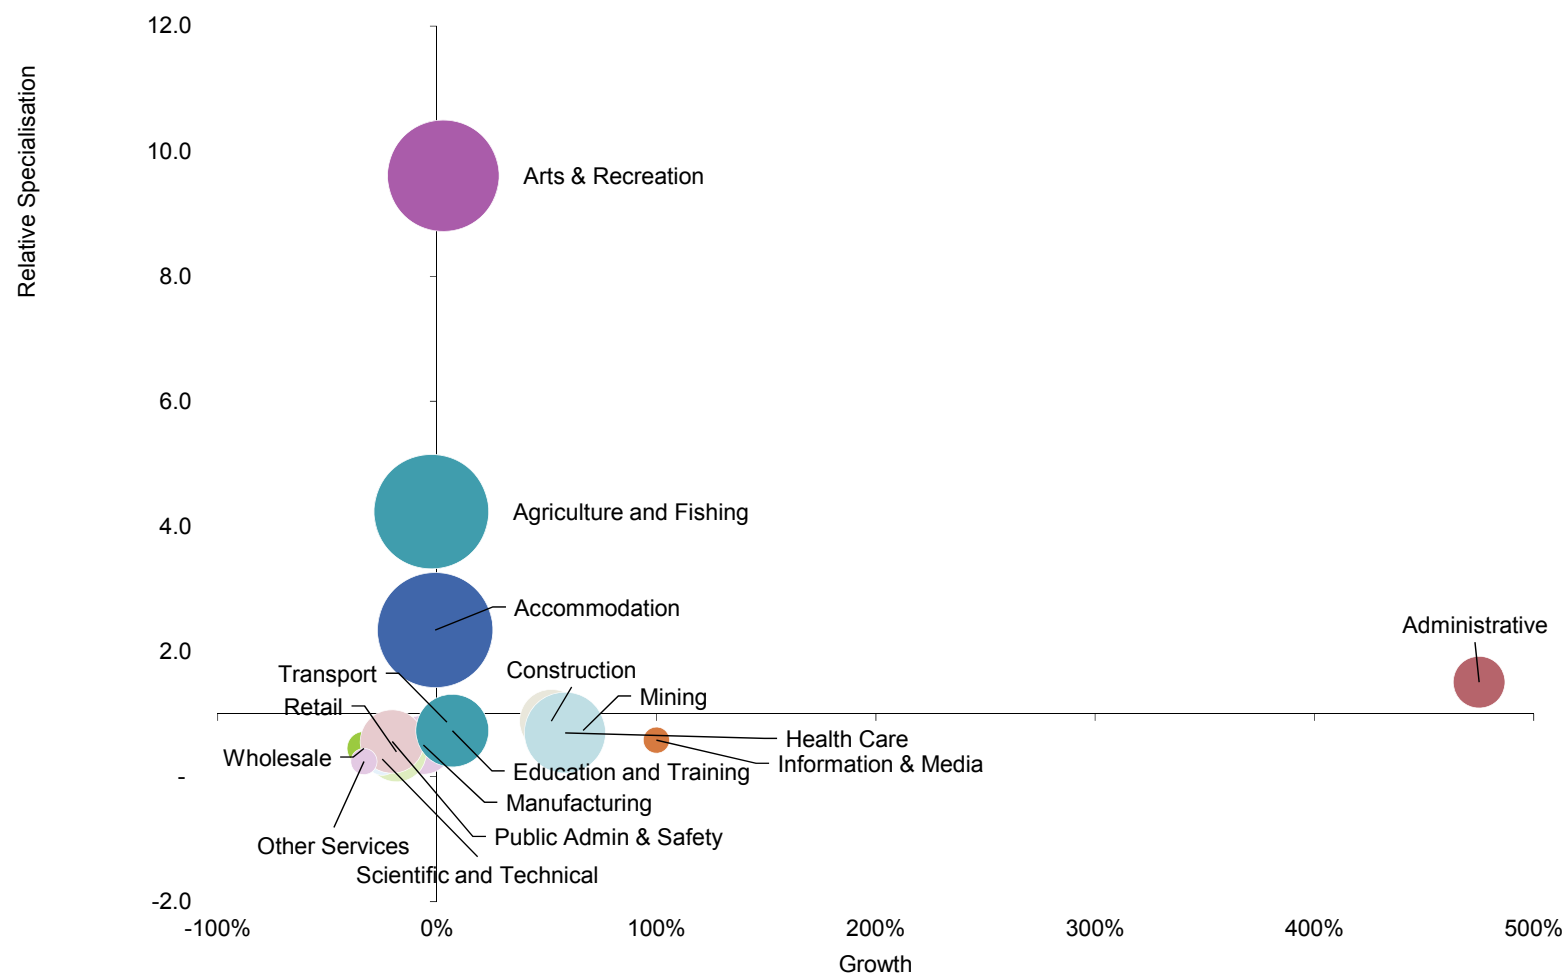 12.0
Relative Specialisation
10.0
Arts & Recreation
8.0
6.0
4.0
Agriculture and Fishing
Accommodation
Administrative
2.0
Transport
Construction
Mining
Retail
Health Care
Wholesale
Information & Media
-
Education and Training
Manufacturing
Public Admin & Safety
Other Services
Scientific and Technical
-2.0
-100% 0% 100% 200% 300% 400% 500%
Growth